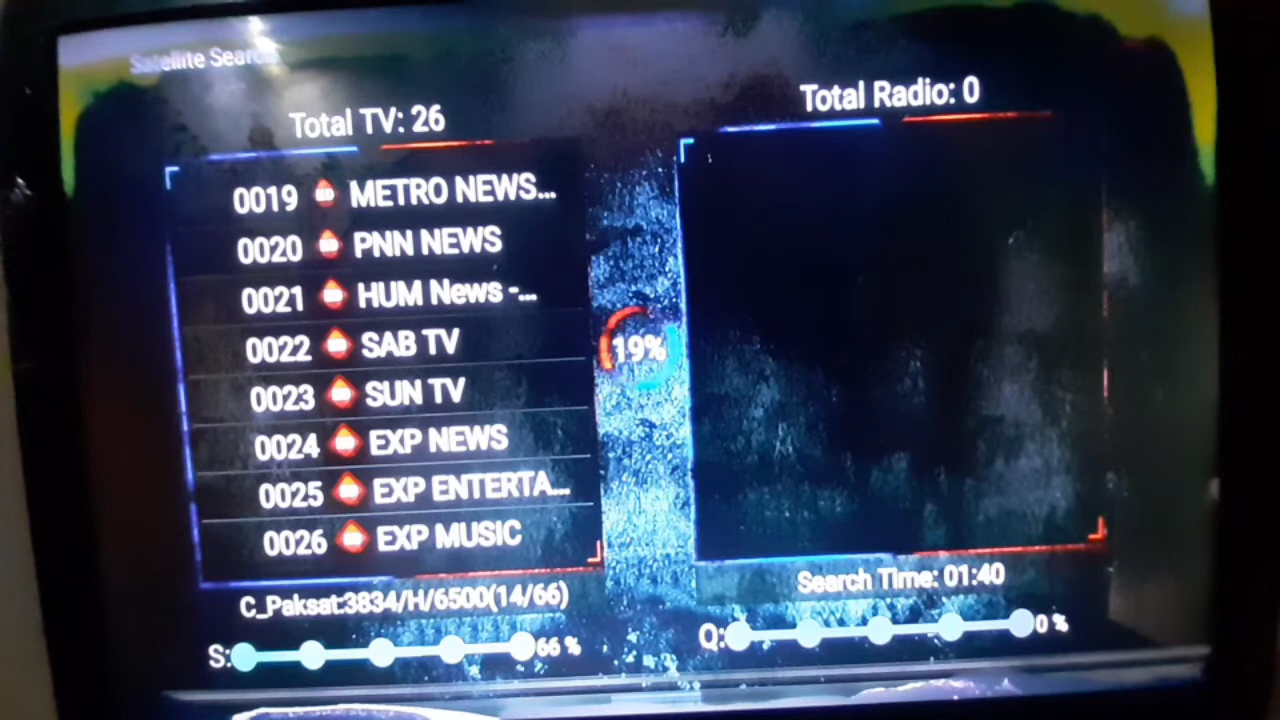 Satellite Search
Total TV: 26
Total Radio: 0
0019 METRO NEWS...
0020 PNN NEWS
0021 HUM News -...
0022 SAB TV
0023 SUN TV
0024 EXP NEWS
0025 EXP ENTERTA...
0026 EXP MUSIC
19%
C_Paksat:3834/H/6500(14/66)
Search Time: 01:40
S: 66 %
Q: 0 %